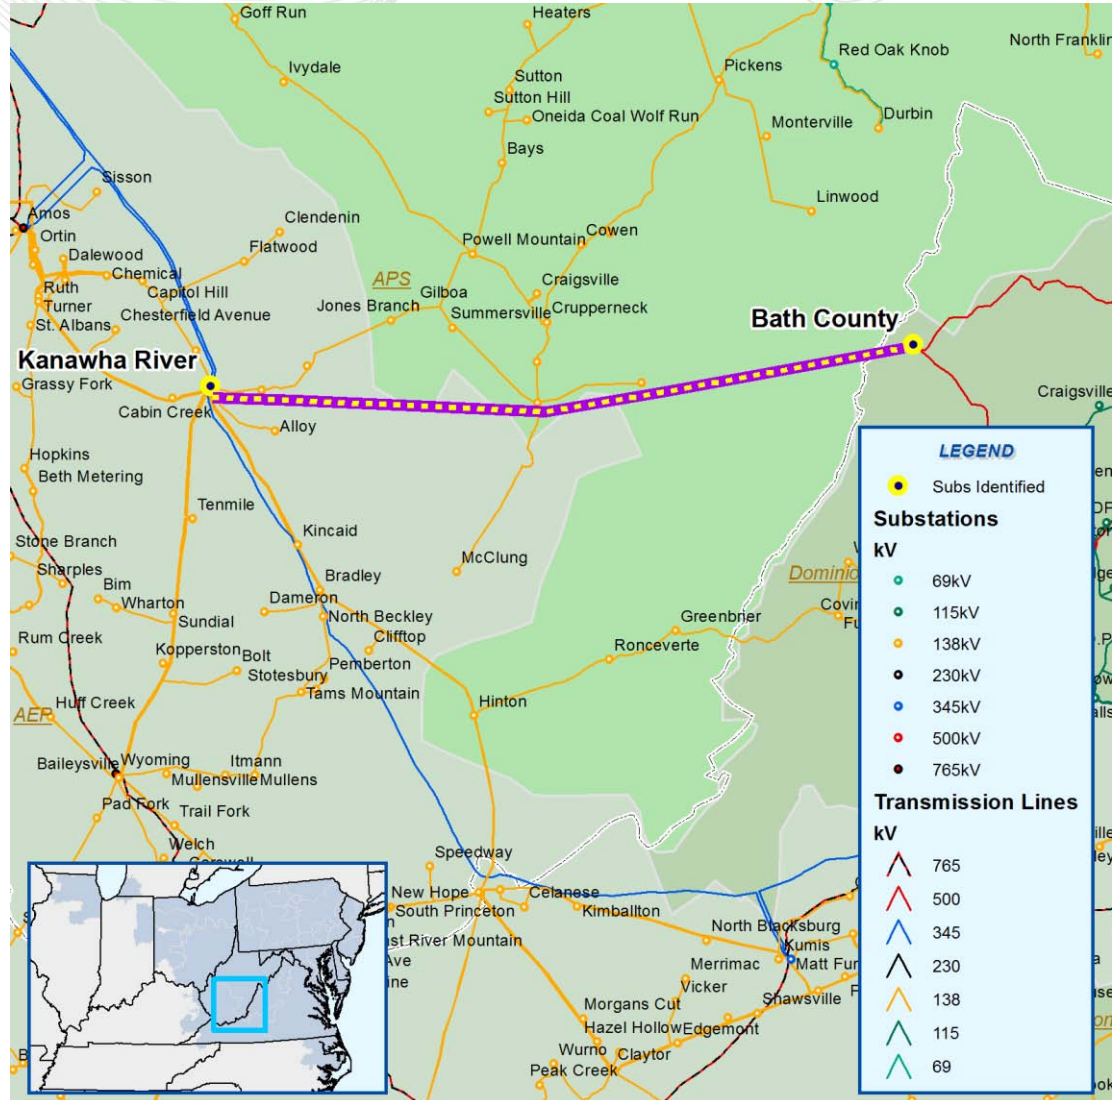 Goff Run
Heaters
North Franklin
Red Oak Knob
Ivydale
Pickens
Sutton
Sutton Hill
Oneida Coal Wolf Run
Durbin
Monterville
Bays
Sisson
Linwood
Amos
Clendenin
Ortin
Powell Mountain
Cowen
Dalewood
Flatwood
Chemical
APS
Craigsville
Ruth
Capitol Hill
Gilboa
Turner
Jones Branch
Summersville
Crupperneck
Chesterfield Avenue
St. Albans
Bath County
Kanawha River
Grassy Fork
Craigsville
Cabin Creek
Alloy
Hopkins
Beth Metering
Tenmile
Kincaid
Stone Branch
McClung
Sharples
Bradley
Bim
Dameron
Wharton
North Beckley
Greenbrier
Sundial
Clifftop
Rum Creek
Ronceverte
Kopperston
Bolt
Pemberton
Stotesbury
Tams Mountain
Huff Creek
Hinton
AEP
Baileysville
Wyoming
Itmann
Mullensville
Mullens
Pad Fork
Trail Fork
Welch
Speedway
New Hope
Celanese
South Princeton
Kimballton
North Blacksburg
Kumis
Merrimac
Matt Fun
Vicker
Shawsville
Morgans Cut
Hazel Hollow
Edgemont
Wurno
Claytor
Peak Creek
LEGEND
Subs Identified
Substations
kV
69kV
115kV
138kV
230kV
345kV
500kV
765kV
Transmission Lines
kV
765
500
345
230
138
115
69